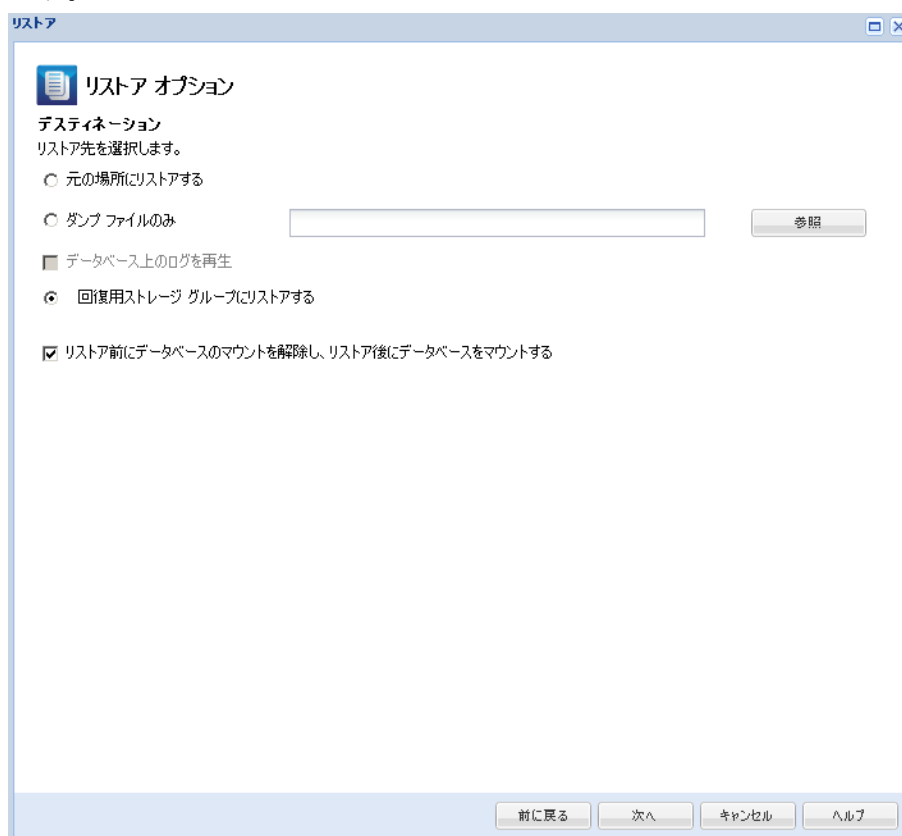 リストア
リストア オプション
デスティネーション
リストア先を選択します。
元の場所にリストアする
ダンプ ファイルのみ
参照
データベース上のログを再生
回復用ストレージ グループにリストアする
リストア前にデータベースのマウントを解除し、リストア後にデータベースをマウントする
前に戻る 次へ キャンセル ヘルプ